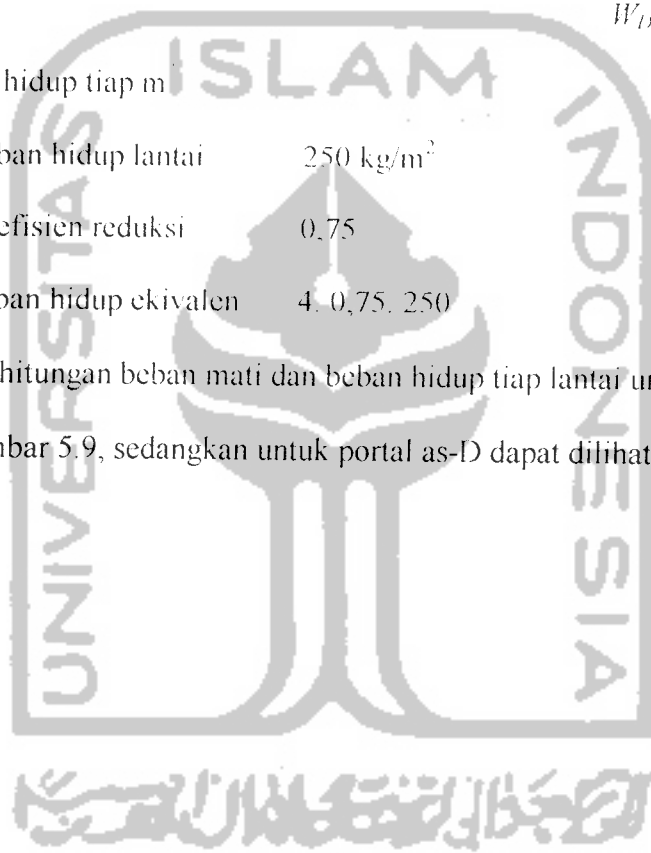 W_D
hidup tiap m
ban hidup lantai 250 kg/m²
efisien reduksi 0,75
ban hidup ekivalen 4. 0,75. 250
hitungan beban mati dan beban hidup tiap lantai
mbar 5.9, sedangkan untuk portal as-D dapat dilihat
UNIVERSITAS
ISLAM
INDONESIA